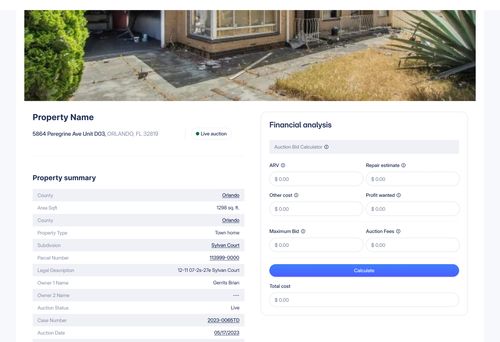 Property Name
5864 Peregrine Ave Unit D03, ORLANDO, FL 32819
Live auction
Property summary
County Orlando
Area Sqft 1298 sq. ft.
County Orlando
Property Type Town home
Subdivision Sylvan Court
Parcel Number 113999-0000
Legal Description 12-11 07-2s-27e Sylvan Court
Owner 1 Name Gerrits Brian
Owner 2 Name ---
Auction Status Live
Case Number 2023-0065TD
Auction Date 05/17/2023
Financial analysis
Auction Bid Calculator
ARV Repair estimate
$ 0.00 $ 0.00
Other cost Profit wanted
$ 0.00 $ 0.00
Maximum Bid Auction Fees
$ 0.00 $ 0.00
Calculate
Total cost
$ 0.00